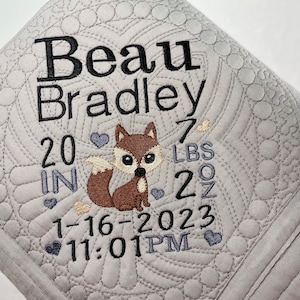 Beau
Bradley
20
IN
7
LBS
2
OZ
1-16-2023
11:01PM